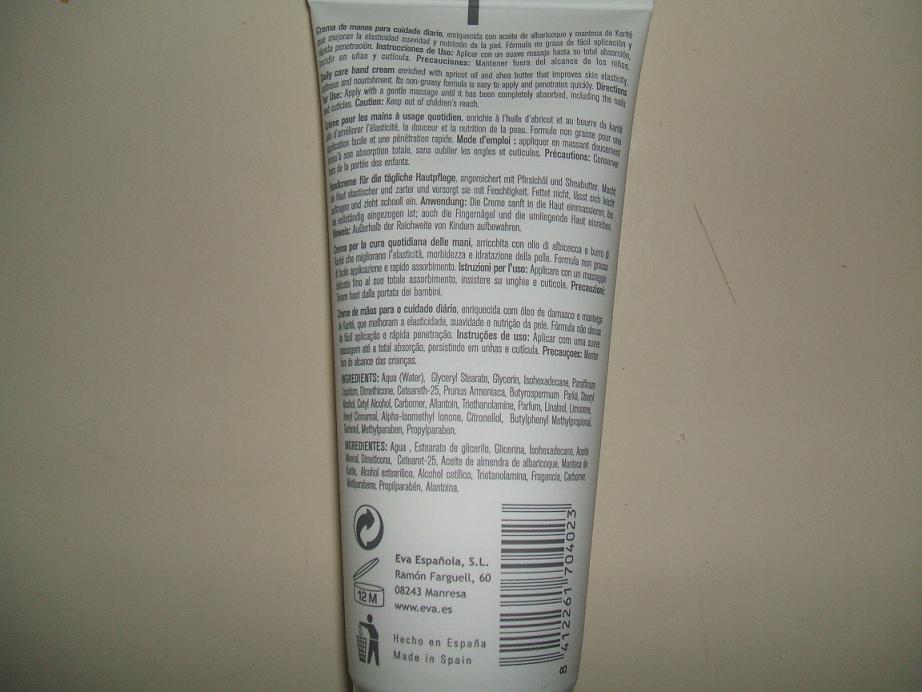 Crema de manos para cuidado diario, enriquecida con aceite de albaricoque y manteca de Karité
que mejoran la elasticidad suavidad y nutrición de la piel. Fórmula no grasa de fácil aplicación y
rápida penetración. Instrucciones de Uso: Aplicar con un suave masaje hasta su total absorción,
incidir en uñas y cutícula. Precauciones: Mantener fuera del alcance de los niños.
Daily care hand cream enriched with apricot oil and shea butter that improves skin elasticity,
softness and nourishment. Its non-greasy formula is easy to apply and penetrates quickly. Directions
for Use: Apply with a gentle massage until it has been completely absorbed, including the nails
and cuticles. Caution: Keep out of children's reach.
Crème pour les mains à usage quotidien, enrichie à l'huile d'abricot et au beurre de karité
afin d'améliorer l'élasticité, la douceur et la nutrition de la peau. Formule non grasse pour une
application facile et une pénétration rapide. Mode d'emploi : appliquer en massant doucement
jusqu'à son absorption totale, sans oublier les ongles et cuticules. Précautions: Conserver
hors de la portée des enfants.
Handcreme für die tägliche Hautpflege, angereichert mit Pfirsichöl und Sheabutter. Macht
die Haut elastischer und zarter und versorgt sie mit Feuchtigkeit. Fettet nicht, lässt sich leicht
auftragen und zieht schnell ein. Anwendung: Die Creme sanft in die Haut einmassieren, bis
sie vollständig eingezogen ist; auch die Fingernägel und die umliegende Haut einreiben.
Hinweis: Außerhalb der Reichweite von Kindern aufbewahren.
Crema per la cura quotidiana delle mani, arricchita con olio di albicocca e burro di
Karité che migliorano l'elasticità, morbidezza e idratazione della pelle. Formula non grassa
di facile applicazione e rapido assorbimento. Istruzioni per l'uso: Applicare con un massaggio
delicato fino al suo totale assorbimento, insistere su unghie e cuticole. Precauzioni:
Tenere fuori dalla portata dei bambini.
Creme de mãos para o cuidado diário, enriquecida com óleo de damasco e manteiga
de Karité, que melhoram a elasticidade, suavidade e nutrição da pele. Fórmula não oleosa
de fácil aplicação e rápida penetração. Instruções de uso: Aplicar com uma suave
massagem até a total absorção, persistindo em unhas e cutícula. Precauçoes: Manter
fora do alcance das crianças.
INGREDIENTS: Aqua (Water), Glyceryl Stearate, Glycerin, Isohexadecane, Paraffinum
Liquidum, Dimethicone, Ceteareth-25, Prunus Armeniaca, Butyrospermum Parkii, Stearyl
Alcohol, Cetyl Alcohol, Carbomer, Allantoin, Triethanolamine, Parfum, Linalool, Limonene,
Hexyl Cinnamal, Alpha-Isomethyl Ionone, Citronellol, Butylphenyl Methylpropional,
Geraniol, Methylparaben, Propylparaben.
INGREDIENTES: Agua , Estearato de glicerilo, Glicerina, Isohexadecano, Aceite
Mineral, Dimeticona, Cetearet-25, Aceite de almendra de albaricoque, Manteca de
Karite, Alcohol estearílico, Alcohol cetílico, Trietanolamina, Fragancia, Carbomer,
Metilparabeno, Propilparabén, Alantoina.
Eva Española, S.L.
Ramón Farguell, 60
08243 Manresa
www.eva.es
12 M
Hecho en España
Made in Spain
8 412261 704023